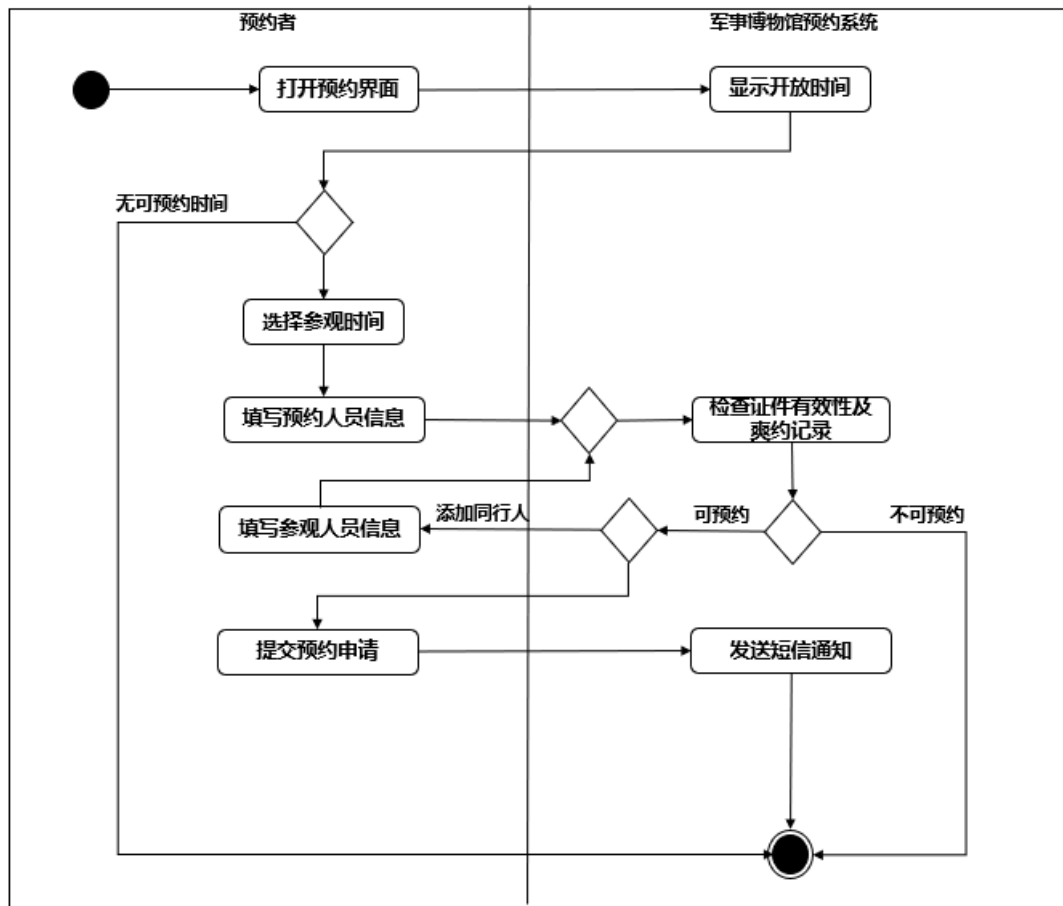 预约者
军事博物馆预约系统
打开预约界面
显示开放时间
无可预约时间
选择参观时间
填写预约人员信息
检查证件有效性及
爽约记录
填写参观人员信息
添加同行人
可预约
不可预约
提交预约申请
发送短信通知